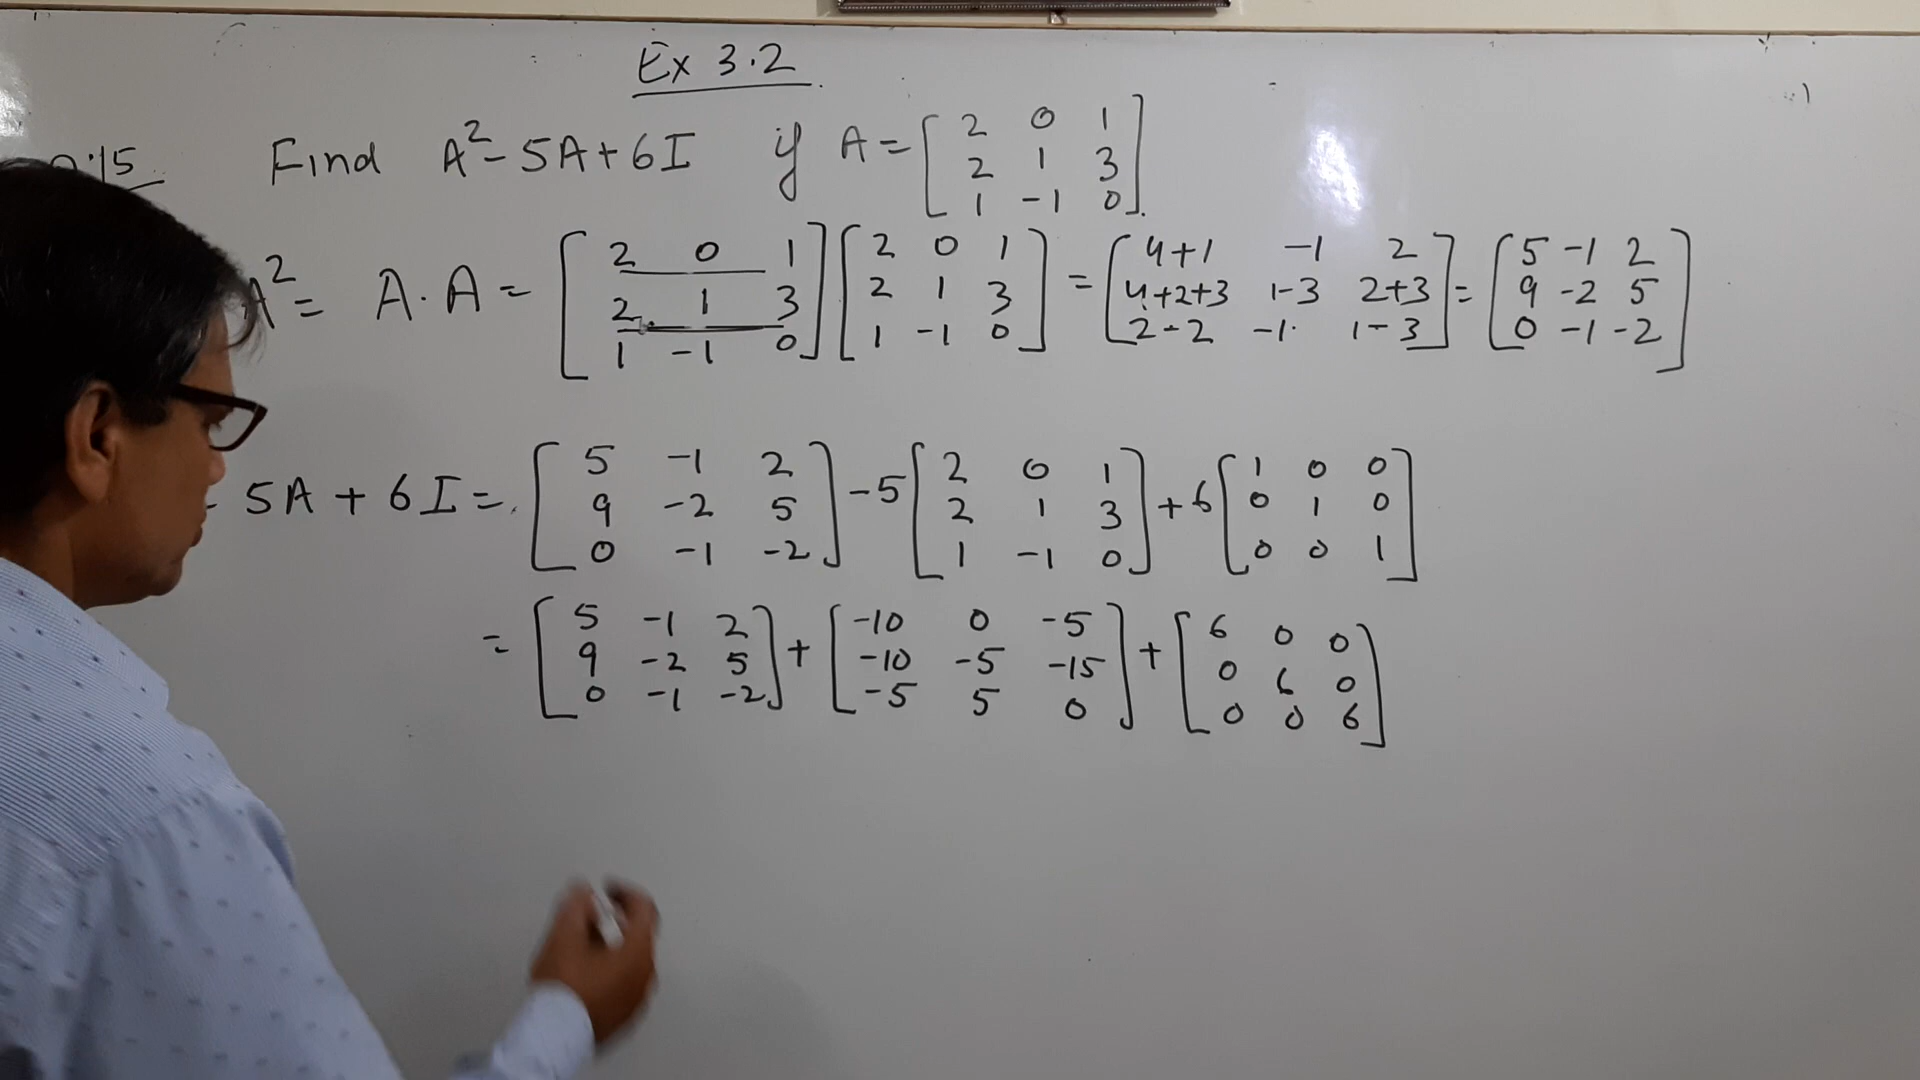 Ex 3.2
Q.15 Find A² - 5A + 6I if A = [2 0 1; 2 1 3; 1 -1 0].
A² = A.A = [2 0 1; 2 1 3; 1 -1 0] [2 0 1; 2 1 3; 1 -1 0] = [4+1 -1 2; 4+2+3 1-3 2+3; 2-2 -1 1-3] = [5 -1 2; 9 -2 5; 0 -1 -2]
- 5A + 6I = [5 -1 2; 9 -2 5; 0 -1 -2] - 5 [2 0 1; 2 1 3; 1 -1 0] + 6 [1 0 0; 0 1 0; 0 0 1]
= [5 -1 2; 9 -2 5; 0 -1 -2] + [-10 0 -5; -10 -5 -15; -5 5 0] + [6 0 0; 0 6 0; 0 0 6]